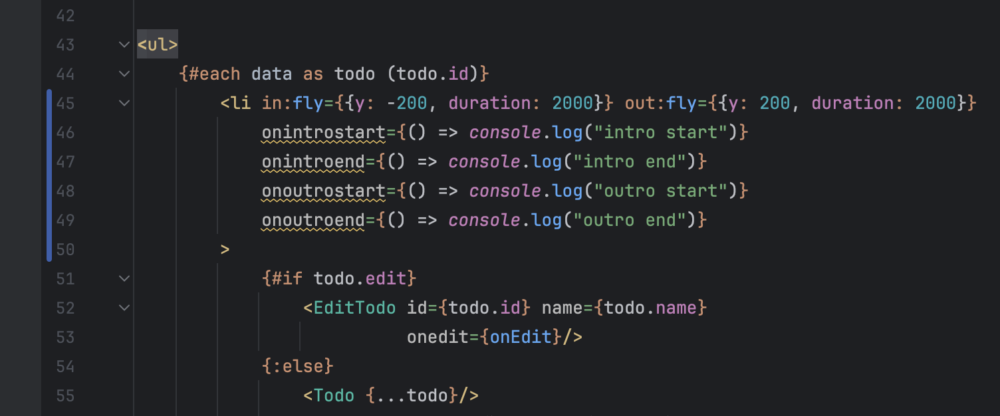 42
43 <ul>
44 {#each data as todo (todo.id)}
45 <li in:fly={{y: -200, duration: 2000}} out:fly={{y: 200, duration: 2000}}
46 onintrostart={() => console.log("intro start")}
47 onintroend={() => console.log("intro end")}
48 onoutrostart={() => console.log("outro start")}
49 onoutroend={() => console.log("outro end")}
50 >
51 {#if todo.edit}
52 <EditTodo id={todo.id} name={todo.name}
53 onedit={onEdit}/>
54 {:else}
55 <Todo {...todo}/>